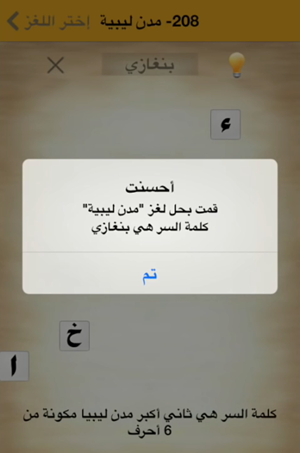 208- مدن ليبية
إختر اللغز
بنغازي
ء
أحسنت
قمت بحل لغز "مدن ليبية"
كلمة السر هي بنغازي
تم
خ
ا
كلمة السر هي ثاني أكبر مدن ليبيا مكونة من
6 أحرف